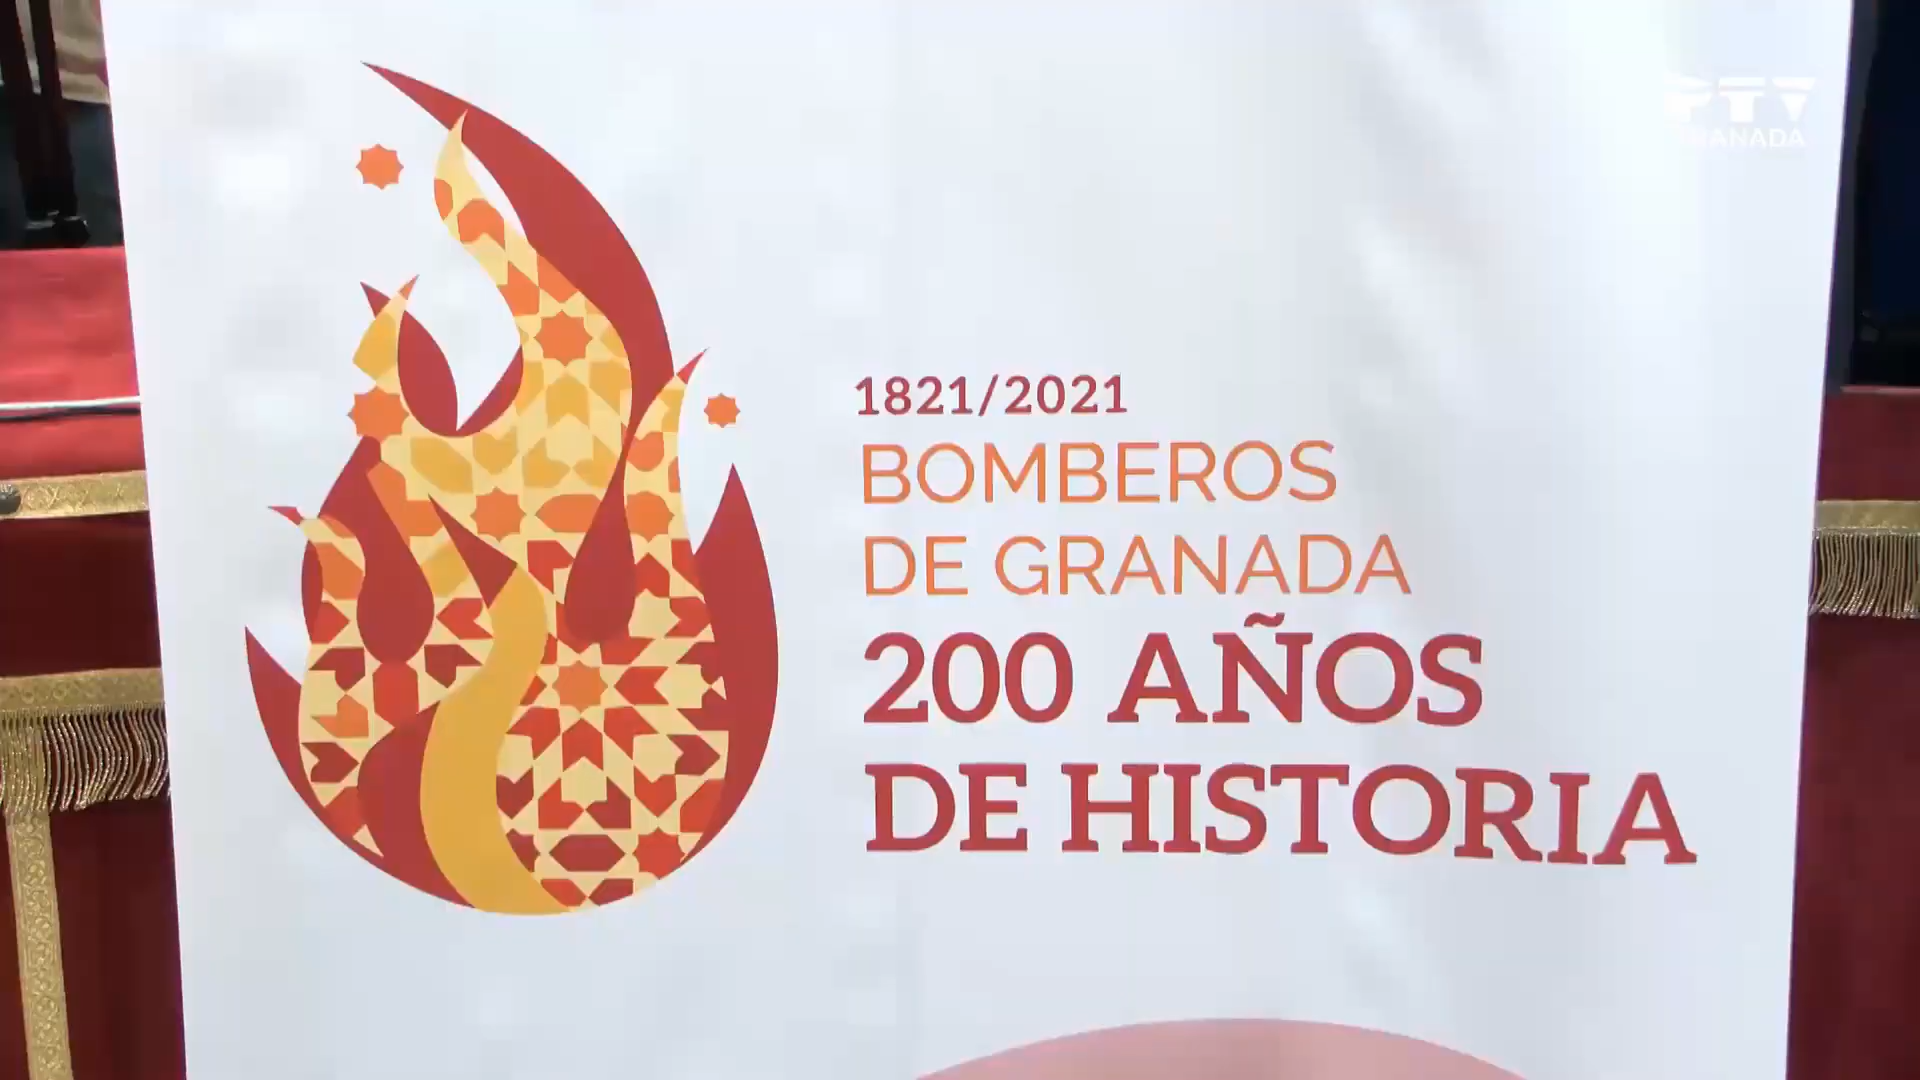 PTV
GRANADA
1821/2021
BOMBEROS
DE GRANADA
200 AÑOS
DE HISTORIA